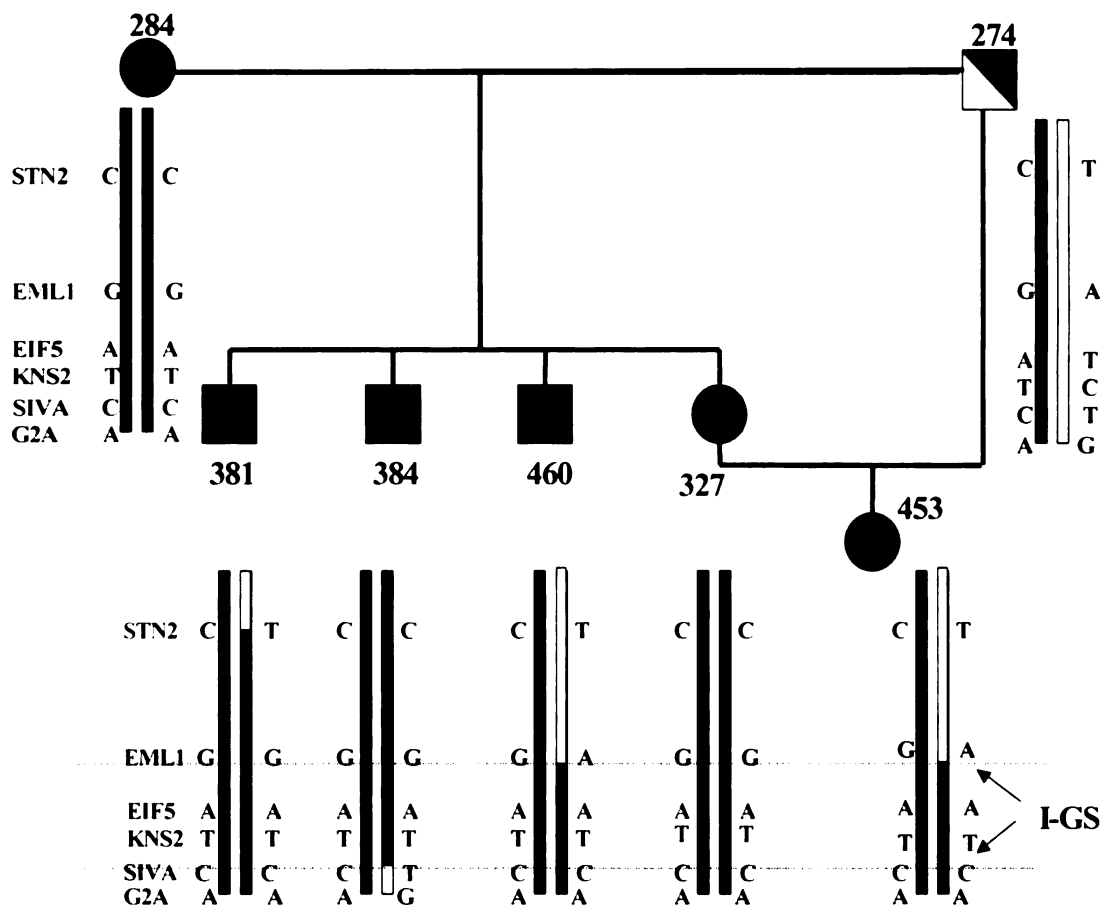 284 274
STN2 C C C T
EML1 G G G A
EIF5 A A A T
KNS2 T T T C
SIVA C C C T
G2A A A A G
381 384 460 327 453
STN2 C T C C C T C C C T
EML1 G G G G G A G G G A
EIF5 A A A A A A A A A A
I-GS
KNS2 T T T T T T T T T T
SIVA C C C T C C C C C C
G2A A A A G A A A A A A